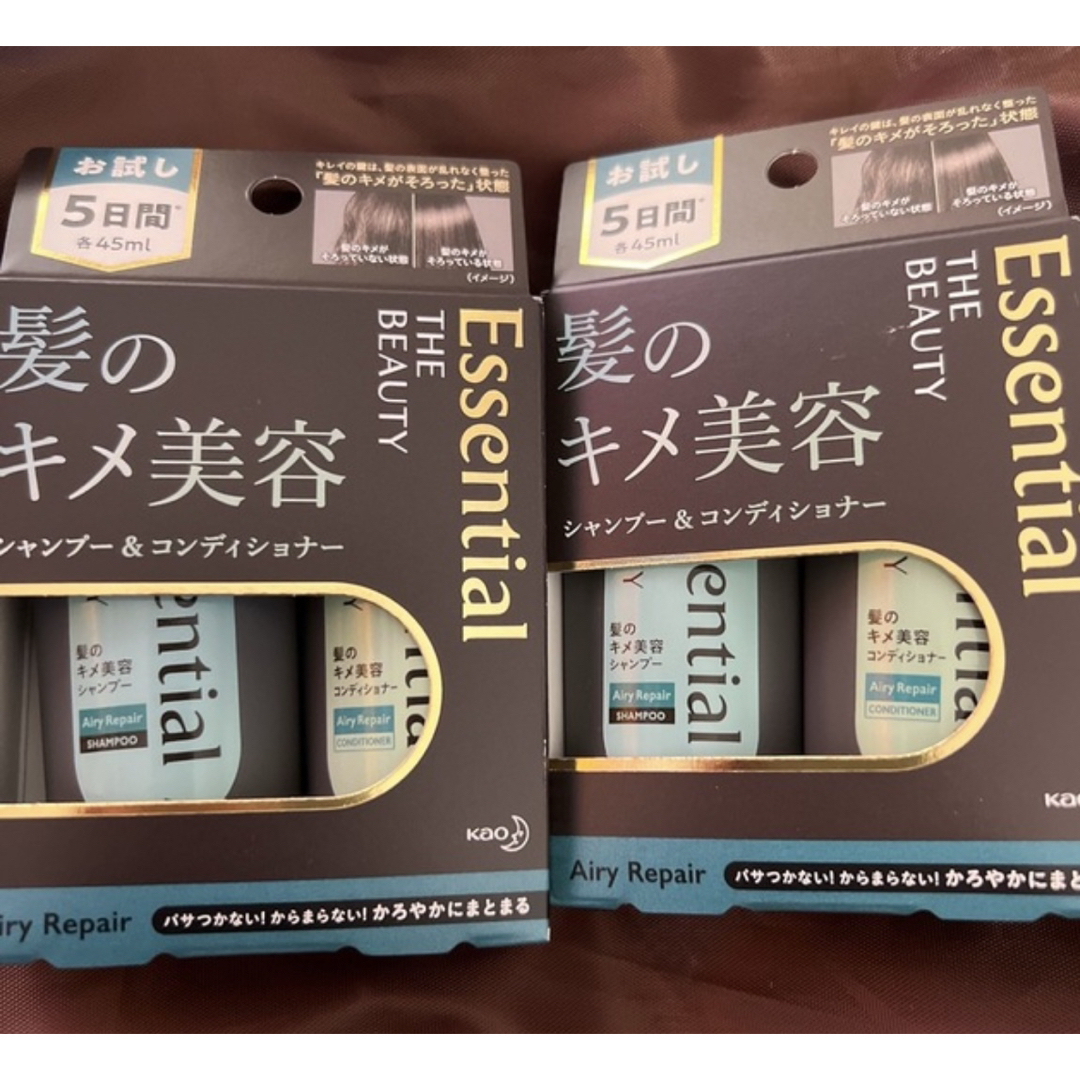 お試し
5日間*
各45ml
キレイの鍵は、髪の表面が乱れなく整った
「髪のキメがそろった」状態
髪のキメが
そろっていない状態
髪のキメが
そろっている状態
(イメージ)
Essential
THE
BEAUTY
髪の
キメ美容
シャンプー&コンディショナー
Y
ential
髪の
キメ美容
シャンプー
Airy Repair
SHAMPOO
髪の
キメ美容
コンディショナー
Airy Repair
CONDITIONER
Kao
iry Repair
パサつかない!からまらない!かろやかにまとまる
お試し
5日間*
各45ml
キレイの鍵は、髪の表面が乱れなく整った
「髪のキメがそろった」状態
髪のキメが
そろっていない状態
髪のキメが
そろっている状態
(イメージ)
Essential
THE
BEAUTY
髪の
キメ美容
シャンプー&コンディショナー
Y
ential
髪の
キメ美容
シャンプー
Airy Repair
SHAMPOO
Y
ntial
髪の
キメ美容
コンディショナー
Airy Repair
CONDITIONER
Kao
Airy Repair
パサつかない!からまらない!かろやかにまと